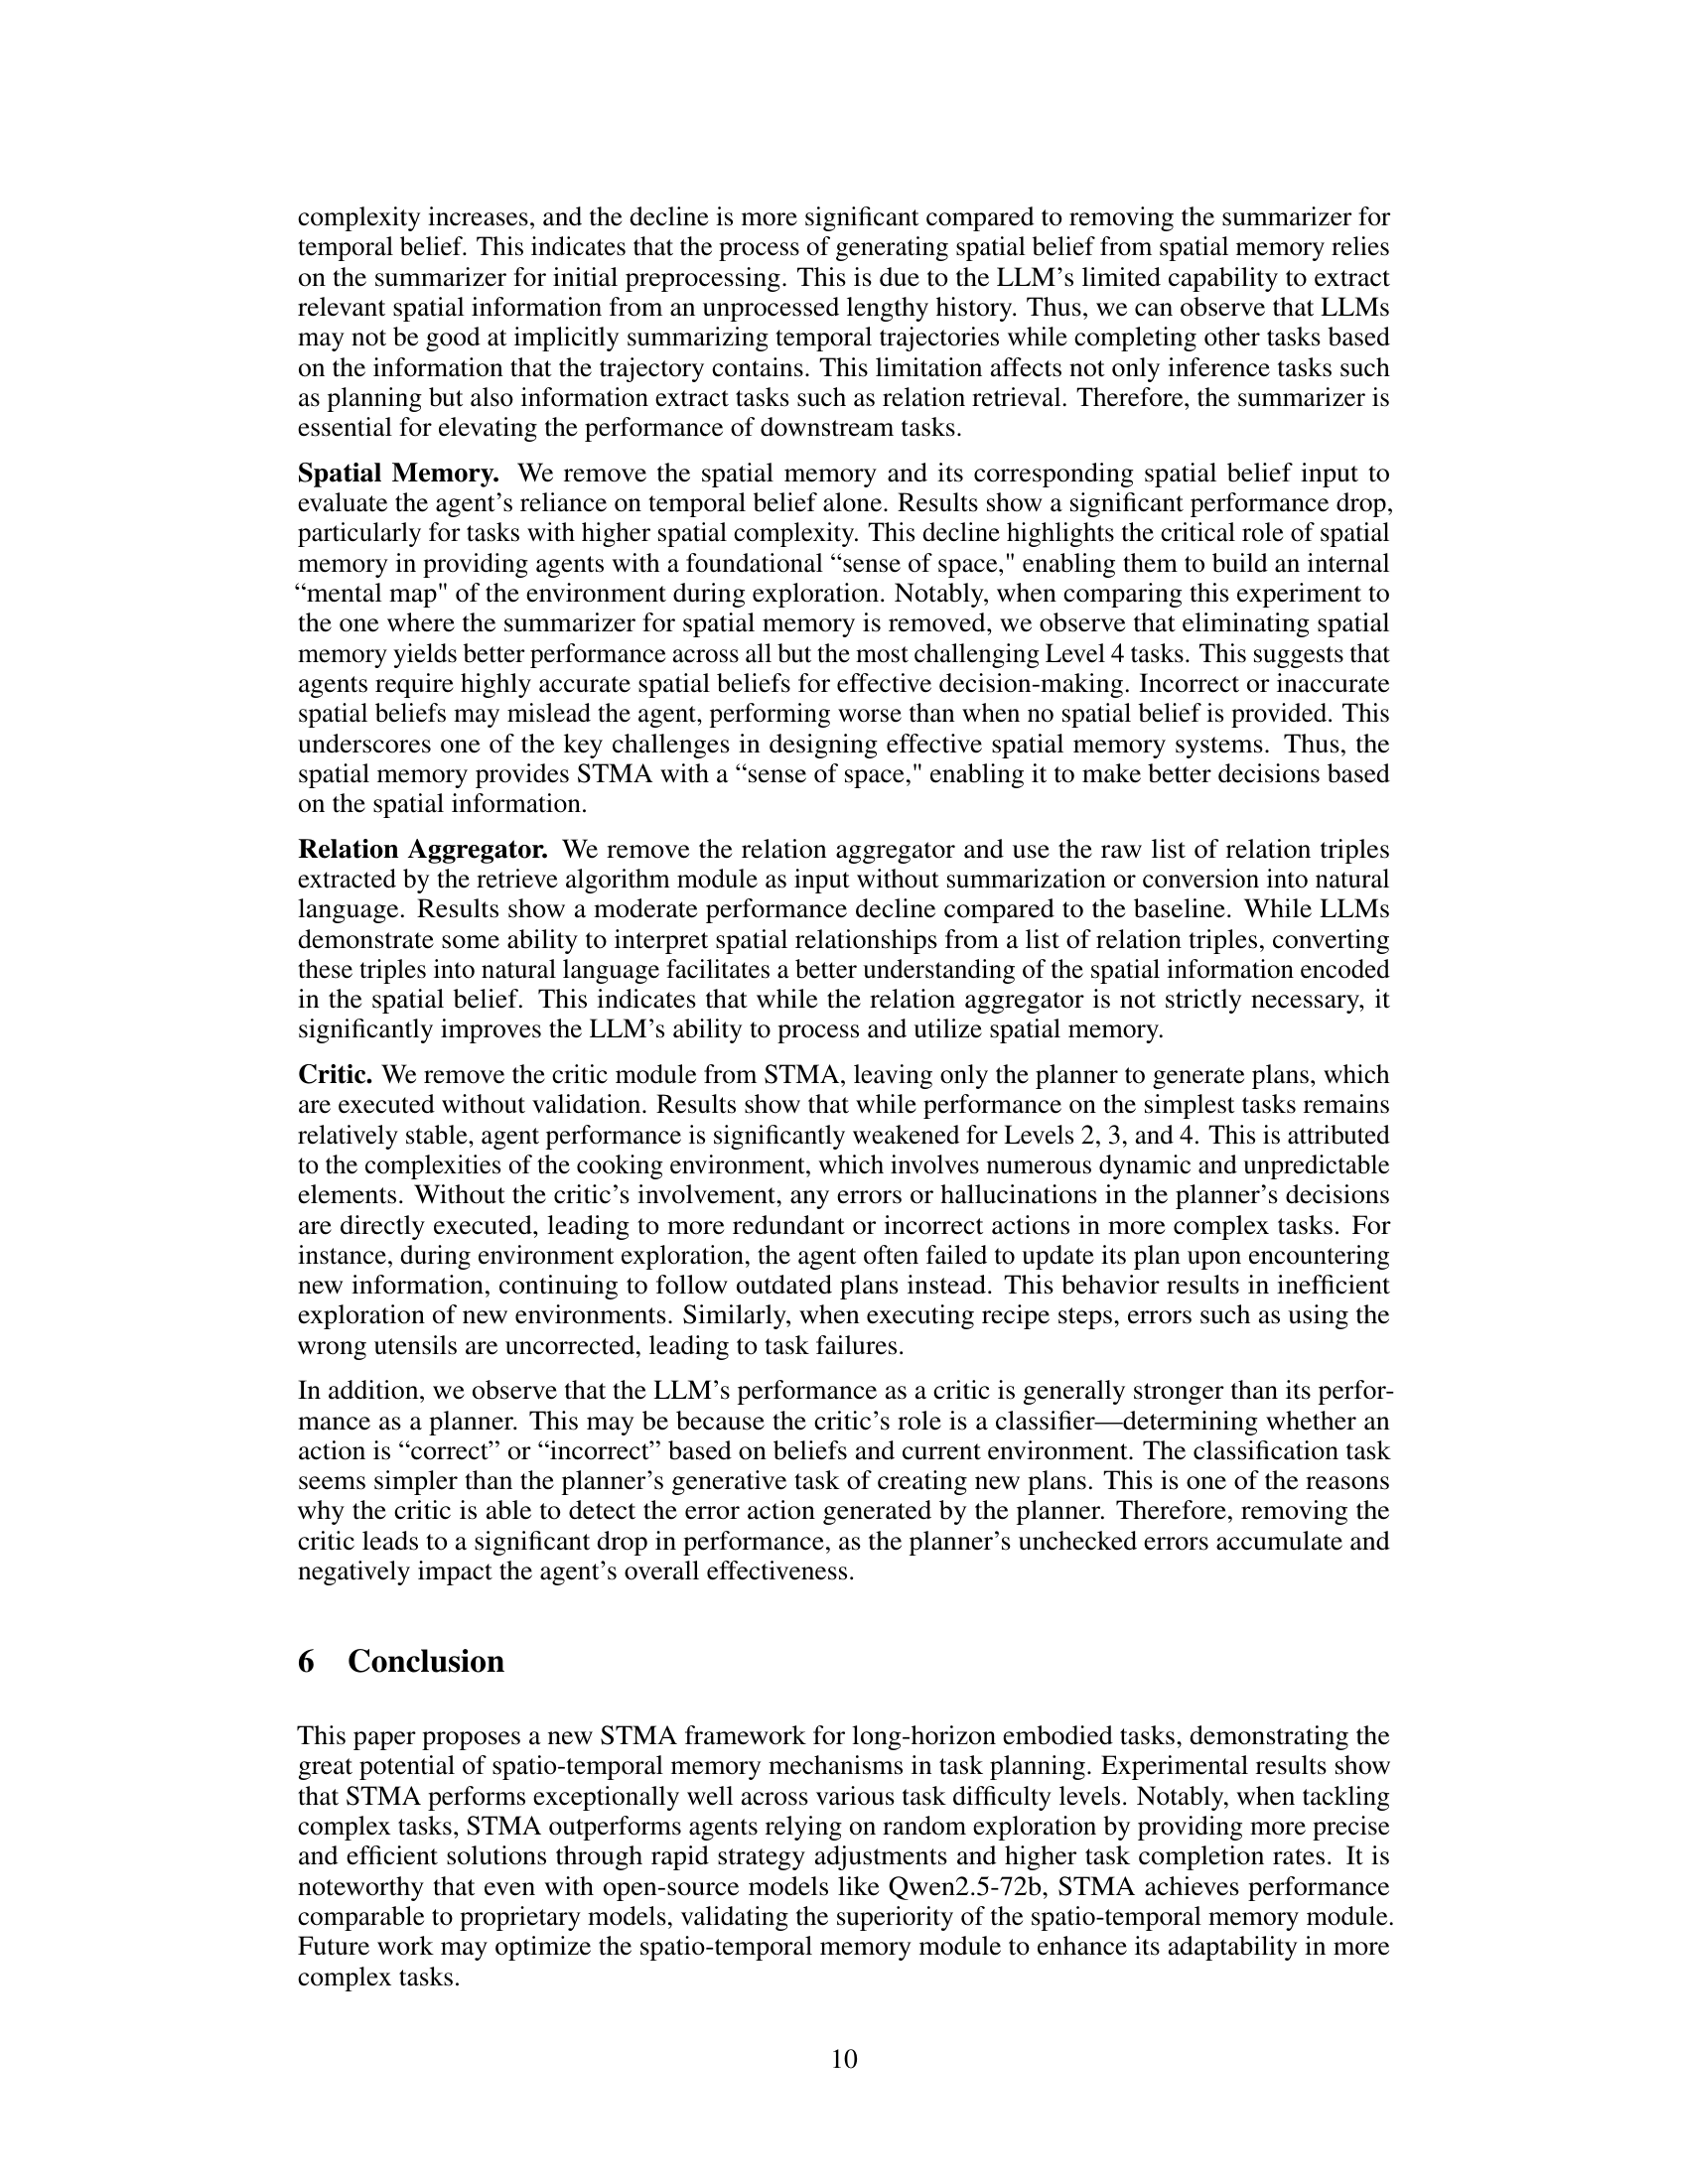 complexity increases, and the decline is more significant compared to removing the summarizer for
temporal belief. This indicates that the process of generating spatial belief from spatial memory relies
on the summarizer for initial preprocessing. This is due to the LLM’s limited capability to extract
relevant spatial information from an unprocessed lengthy history. Thus, we can observe that LLMs
may not be good at implicitly summarizing temporal trajectories while completing other tasks based
on the information that the trajectory contains. This limitation affects not only inference tasks such
as planning but also information extract tasks such as relation retrieval. Therefore, the summarizer is
essential for elevating the performance of downstream tasks.
Spatial Memory. We remove the spatial memory and its corresponding spatial belief input to
evaluate the agent’s reliance on temporal belief alone. Results show a significant performance drop,
particularly for tasks with higher spatial complexity. This decline highlights the critical role of spatial
memory in providing agents with a foundational “sense of space," enabling them to build an internal
“mental map" of the environment during exploration. Notably, when comparing this experiment to
the one where the summarizer for spatial memory is removed, we observe that eliminating spatial
memory yields better performance across all but the most challenging Level 4 tasks. This suggests that
agents require highly accurate spatial beliefs for effective decision-making. Incorrect or inaccurate
spatial beliefs may mislead the agent, performing worse than when no spatial belief is provided. This
underscores one of the key challenges in designing effective spatial memory systems. Thus, the
spatial memory provides STMA with a “sense of space," enabling it to make better decisions based
on the spatial information.
Relation Aggregator. We remove the relation aggregator and use the raw list of relation triples
extracted by the retrieve algorithm module as input without summarization or conversion into natural
language. Results show a moderate performance decline compared to the baseline. While LLMs
demonstrate some ability to interpret spatial relationships from a list of relation triples, converting
these triples into natural language facilitates a better understanding of the spatial information encoded
in the spatial belief. This indicates that while the relation aggregator is not strictly necessary, it
significantly improves the LLM’s ability to process and utilize spatial memory.
Critic. We remove the critic module from STMA, leaving only the planner to generate plans, which
are executed without validation. Results show that while performance on the simplest tasks remains
relatively stable, agent performance is significantly weakened for Levels 2, 3, and 4. This is attributed
to the complexities of the cooking environment, which involves numerous dynamic and unpredictable
elements. Without the critic’s involvement, any errors or hallucinations in the planner’s decisions
are directly executed, leading to more redundant or incorrect actions in more complex tasks. For
instance, during environment exploration, the agent often failed to update its plan upon encountering
new information, continuing to follow outdated plans instead. This behavior results in inefficient
exploration of new environments. Similarly, when executing recipe steps, errors such as using the
wrong utensils are uncorrected, leading to task failures.
In addition, we observe that the LLM’s performance as a critic is generally stronger than its perfor-
mance as a planner. This may be because the critic’s role is a classifier—determining whether an
action is “correct” or “incorrect” based on beliefs and current environment. The classification task
seems simpler than the planner’s generative task of creating new plans. This is one of the reasons
why the critic is able to detect the error action generated by the planner. Therefore, removing the
critic leads to a significant drop in performance, as the planner’s unchecked errors accumulate and
negatively impact the agent’s overall effectiveness.
6 Conclusion
This paper proposes a new STMA framework for long-horizon embodied tasks, demonstrating the
great potential of spatio-temporal memory mechanisms in task planning. Experimental results show
that STMA performs exceptionally well across various task difficulty levels. Notably, when tackling
complex tasks, STMA outperforms agents relying on random exploration by providing more precise
and efficient solutions through rapid strategy adjustments and higher task completion rates. It is
noteworthy that even with open-source models like Qwen2.5-72b, STMA achieves performance
comparable to proprietary models, validating the superiority of the spatio-temporal memory module.
Future work may optimize the spatio-temporal memory module to enhance its adaptability in more
complex tasks.
10